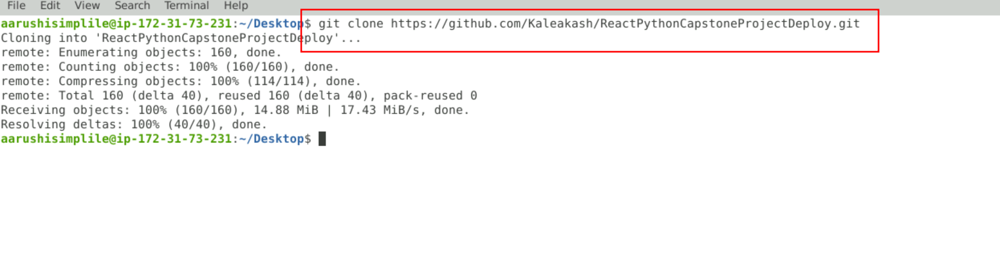 File Edit View Search Terminal Help
aarushisimplile@ip-172-31-73-231:~/Desktop$ git clone https://github.com/Kaleakash/ReactPythonCapstoneProjectDeploy.git
Cloning into 'ReactPythonCapstoneProjectDeploy'...
remote: Enumerating objects: 160, done.
remote: Counting objects: 100% (160/160), done.
remote: Compressing objects: 100% (114/114), done.
remote: Total 160 (delta 40), reused 160 (delta 40), pack-reused 0
Receiving objects: 100% (160/160), 14.88 MiB | 17.43 MiB/s, done.
Resolving deltas: 100% (40/40), done.
aarushisimplile@ip-172-31-73-231:~/Desktop$